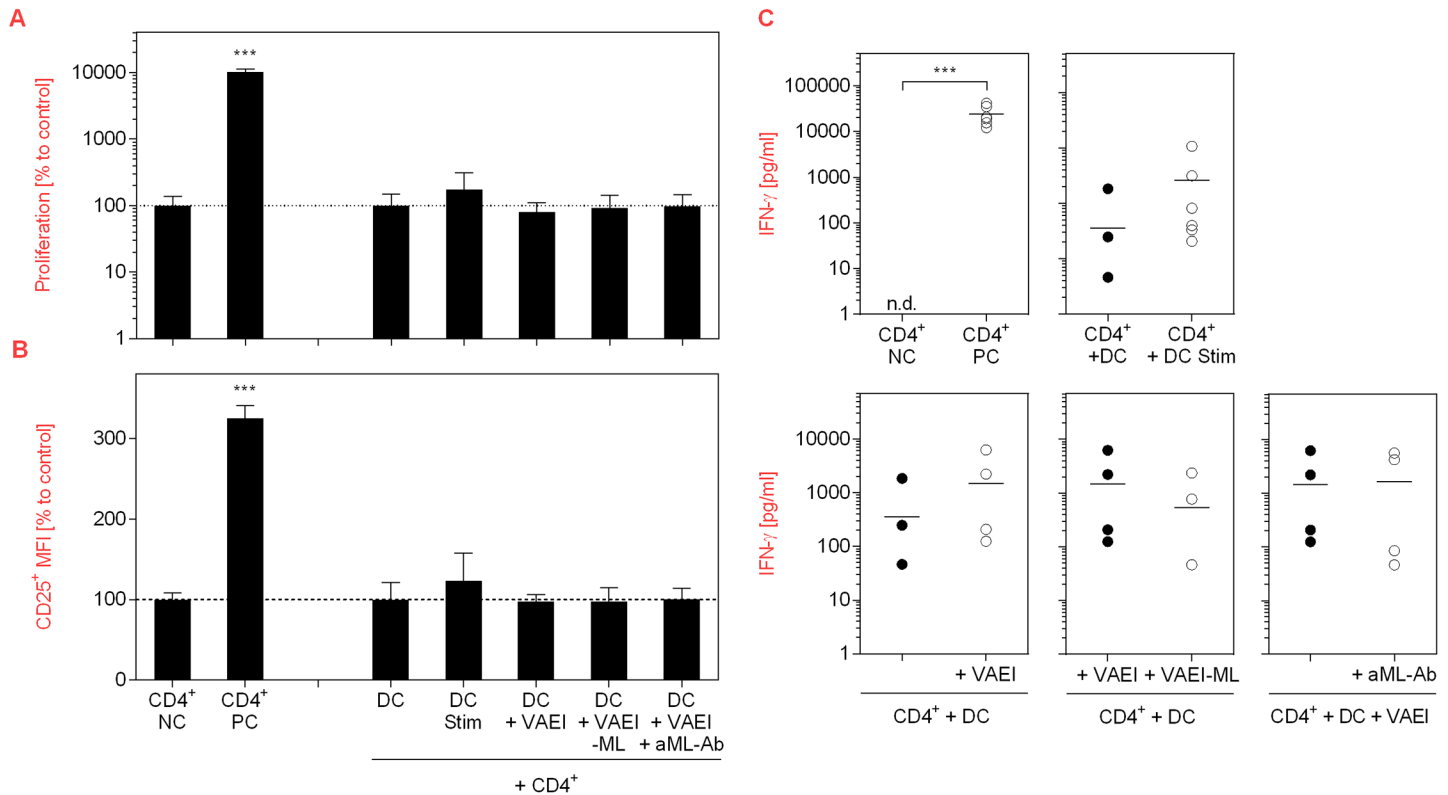 A
Proliferation [% to control]
10000
1000
100
10
1
***
B
CD25⁺ MFI [% to control]
300
200
100
0
***
CD4⁺
NC
CD4⁺
PC
DC
DC
Stim
DC
+ VAEI
DC
+ VAEI
-ML
DC
+ VAEI
+ aML-Ab
+ CD4⁺
C
IFN-γ [pg/ml]
100000
10000
1000
100
10
1
***
n.d.
CD4⁺
NC
CD4⁺
PC
CD4⁺
+DC
CD4⁺
+ DC Stim
IFN-γ [pg/ml]
10000
1000
100
10
1
+ VAEI
CD4⁺ + DC
+ VAEI
+ VAEI-ML
CD4⁺ + DC
+ aML-Ab
CD4⁺ + DC + VAEI